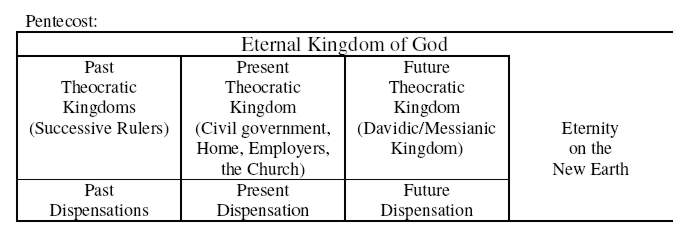 Pentecost:
Eternal Kingdom of God
Past
Theocratic
Kingdoms
(Successive Rulers)
Present
Theocratic
Kingdom
(Civil government,
Home, Employers,
the Church)
Future
Theocratic
Kingdom
(Davidic/Messianic
Kingdom)
Eternity
on the
New Earth
Past
Dispensations
Present
Dispensation
Future
Dispensation